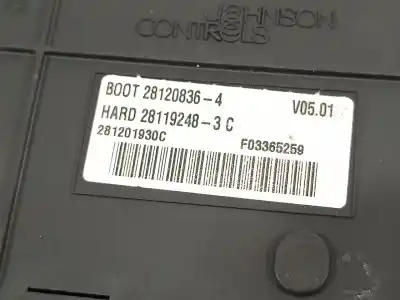 JOHNSON
CONTROLS
BOOT 28120836-4 V05.01
HARD 28119248-3 C
281201930C F03365259